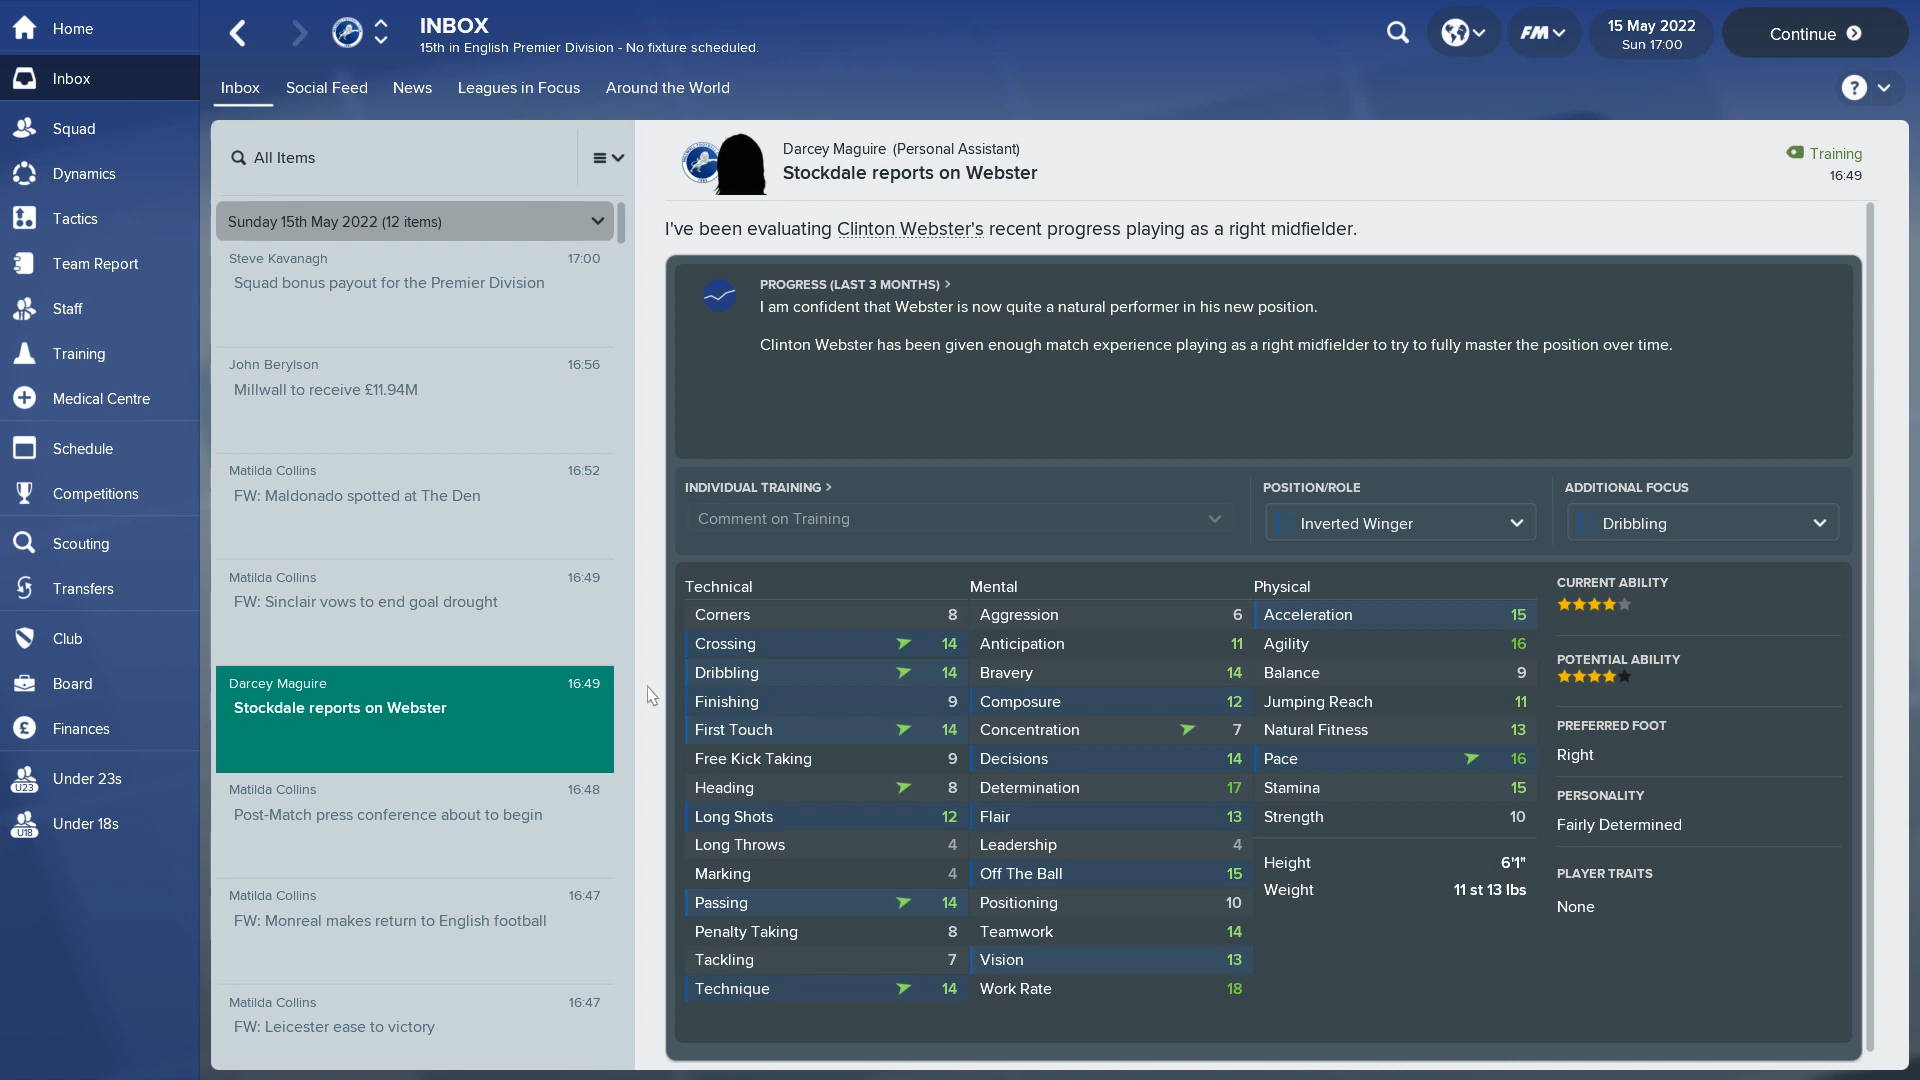 Home
Inbox
Squad
Dynamics
Tactics
Team Report
Staff
Training
Medical Centre
Schedule
Competitions
Scouting
Transfers
Club
Board
Finances
U23
Under 23s
U18
Under 18s
INBOX
15th in English Premier Division - No fixture scheduled.
FM
15 May 2022
Sun 17:00
Continue
Inbox Social Feed News Leagues in Focus Around the World
?
All Items
Sunday 15th May 2022 (12 items)
Steve Kavanagh 17:00
Squad bonus payout for the Premier Division
John Berylson 16:56
Millwall to receive £11.94M
Matilda Collins 16:52
FW: Maldonado spotted at The Den
Matilda Collins 16:49
FW: Sinclair vows to end goal drought
Darcey Maguire 16:49
Stockdale reports on Webster
Matilda Collins 16:48
Post-Match press conference about to begin
Matilda Collins 16:47
FW: Monreal makes return to English football
Matilda Collins 16:47
FW: Leicester ease to victory
Darcey Maguire (Personal Assistant)
Stockdale reports on Webster
Training
16:49
I've been evaluating Clinton Webster's recent progress playing as a right midfielder.
PROGRESS (LAST 3 MONTHS) >
I am confident that Webster is now quite a natural performer in his new position.
Clinton Webster has been given enough match experience playing as a right midfielder to try to fully master the position over time.
INDIVIDUAL TRAINING >
Comment on Training
POSITION/ROLE
Inverted Winger
ADDITIONAL FOCUS
Dribbling
Technical
Corners 8
Crossing 14
Dribbling 14
Finishing 9
First Touch 14
Free Kick Taking 9
Heading 8
Long Shots 12
Long Throws 4
Marking 4
Passing 14
Penalty Taking 8
Tackling 7
Technique 14
Mental
Aggression 6
Anticipation 11
Bravery 14
Composure 12
Concentration 7
Decisions 14
Determination 17
Flair 13
Leadership 4
Off The Ball 15
Positioning 10
Teamwork 14
Vision 13
Work Rate 18
Physical
Acceleration 15
Agility 16
Balance 9
Jumping Reach 11
Natural Fitness 13
Pace 16
Stamina 15
Strength 10
Height 6'1"
Weight 11 st 13 lbs
CURRENT ABILITY
POTENTIAL ABILITY
PREFERRED FOOT
Right
PERSONALITY
Fairly Determined
PLAYER TRAITS
None